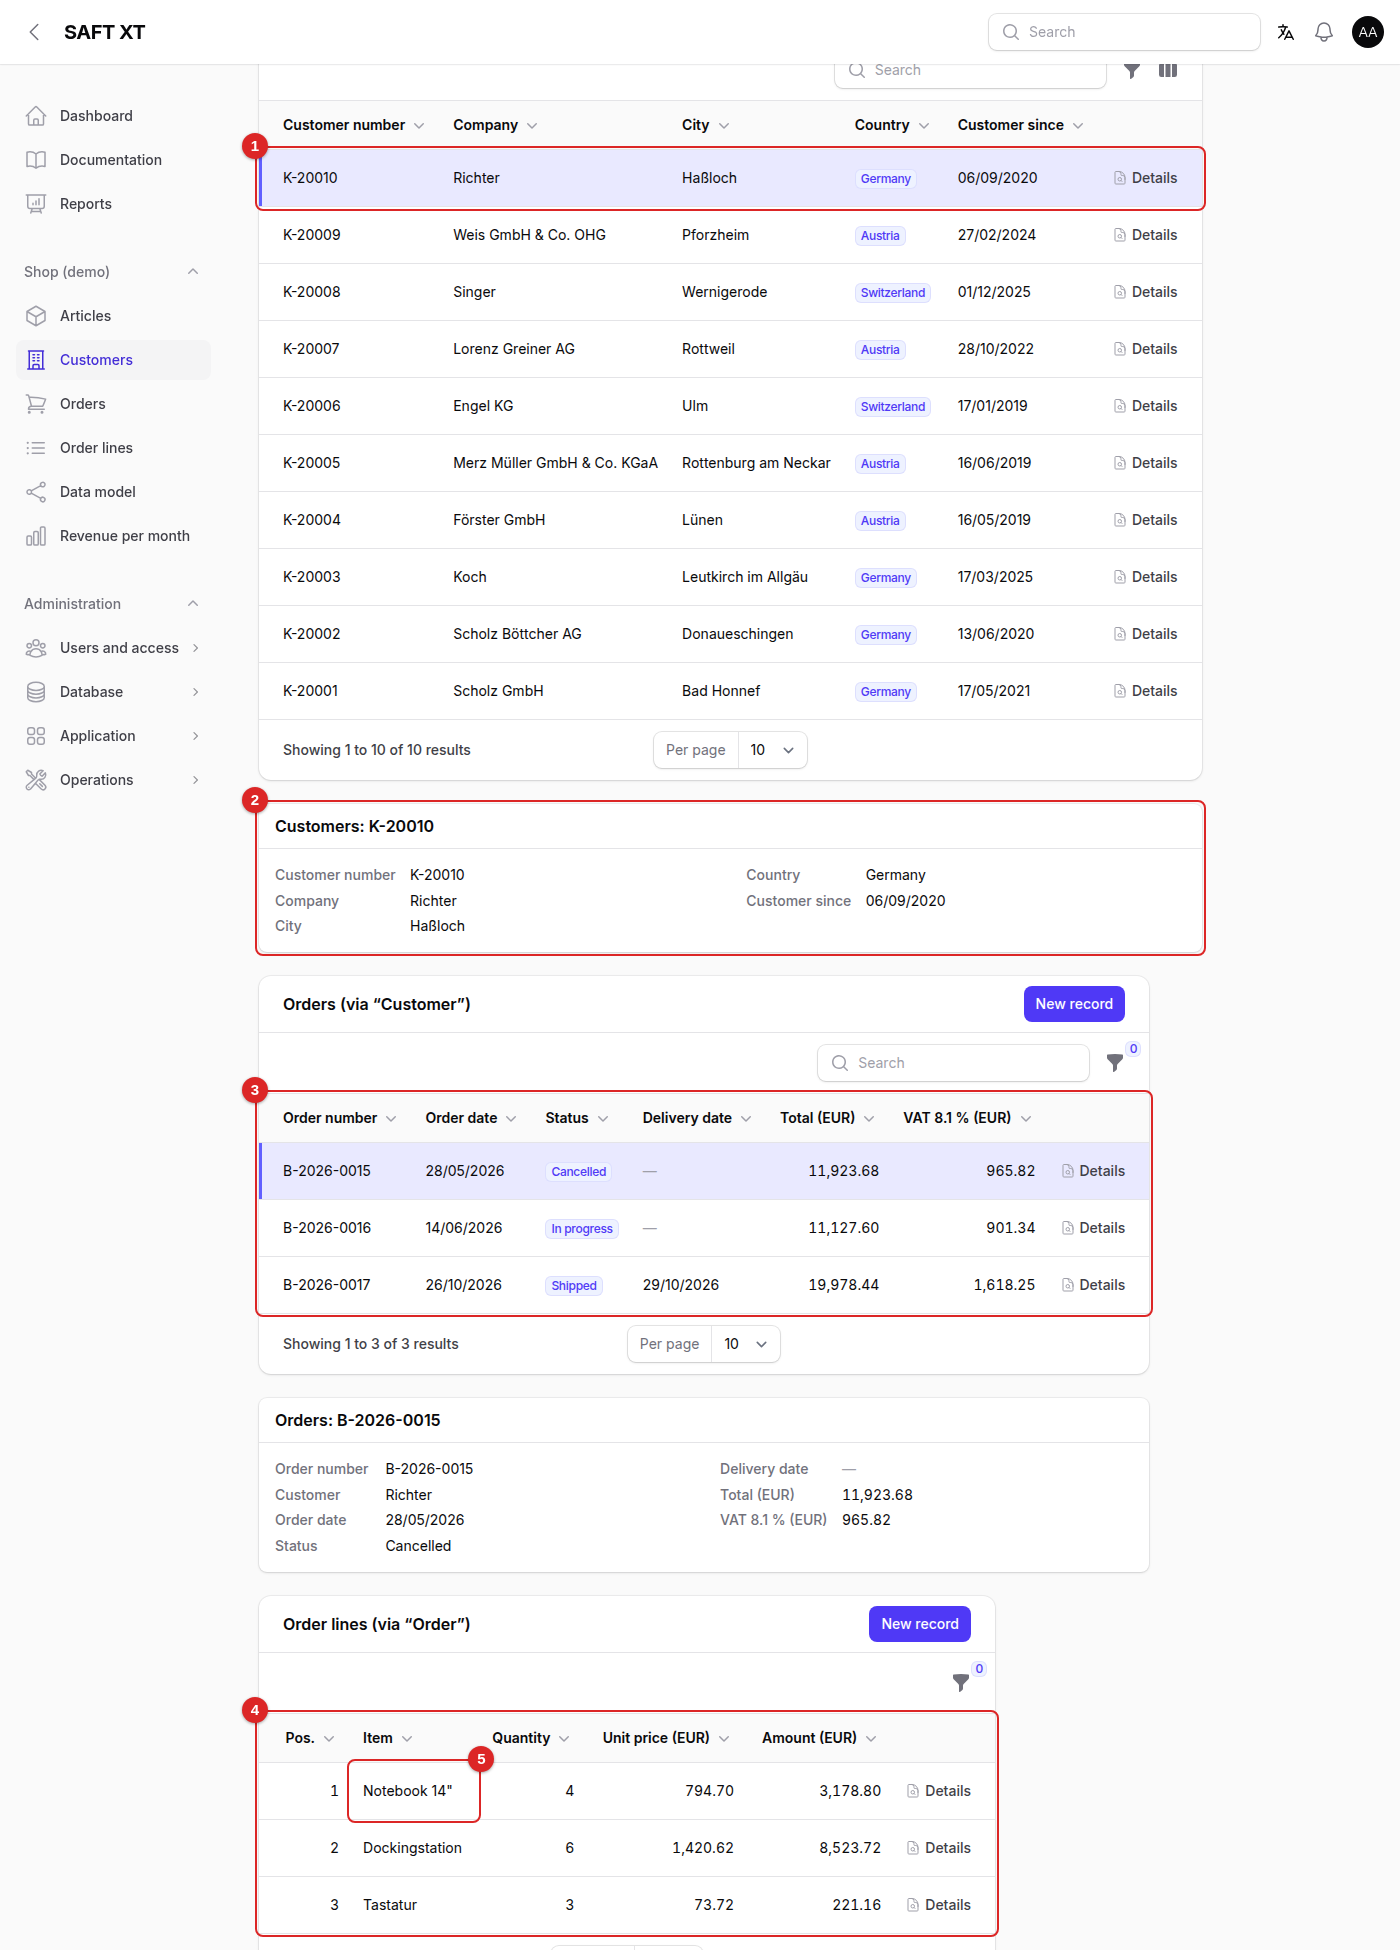 SAFT XT
Search
AA
Search
Dashboard
Documentation
Reports
Shop (demo)
Articles
Customers
Orders
Order lines
Data model
Revenue per month
Administration
Users and access
Database
Application
Operations
Customer number Company City Country Customer since
1
K-20010 Richter Haßloch Germany 06/09/2020 Details
K-20009 Weis GmbH & Co. OHG Pforzheim Austria 27/02/2024 Details
K-20008 Singer Wernigerode Switzerland 01/12/2025 Details
K-20007 Lorenz Greiner AG Rottweil Austria 28/10/2022 Details
K-20006 Engel KG Ulm Switzerland 17/01/2019 Details
K-20005 Merz Müller GmbH & Co. KGaA Rottenburg am Neckar Austria 16/06/2019 Details
K-20004 Förster GmbH Lünen Austria 16/05/2019 Details
K-20003 Koch Leutkirch im Allgäu Germany 17/03/2025 Details
K-20002 Scholz Böttcher AG Donaueschingen Germany 13/06/2020 Details
K-20001 Scholz GmbH Bad Honnef Germany 17/05/2021 Details
Showing 1 to 10 of 10 results Per page 10
2
Customers: K-20010
Customer number K-20010 Country Germany
Company Richter Customer since 06/09/2020
City Haßloch
Orders (via “Customer”) New record
Search 0
3
Order number Order date Status Delivery date Total (EUR) VAT 8.1 % (EUR)
B-2026-0015 28/05/2026 Cancelled — 11,923.68 965.82 Details
B-2026-0016 14/06/2026 In progress — 11,127.60 901.34 Details
B-2026-0017 26/10/2026 Shipped 29/10/2026 19,978.44 1,618.25 Details
Showing 1 to 3 of 3 results Per page 10
Orders: B-2026-0015
Order number B-2026-0015 Delivery date —
Customer Richter Total (EUR) 11,923.68
Order date 28/05/2026 VAT 8.1 % (EUR) 965.82
Status Cancelled
Order lines (via “Order”) New record
0
4
Pos. Item Quantity Unit price (EUR) Amount (EUR)
5
1 Notebook 14" 4 794.70 3,178.80 Details
2 Dockingstation 6 1,420.62 8,523.72 Details
3 Tastatur 3 73.72 221.16 Details